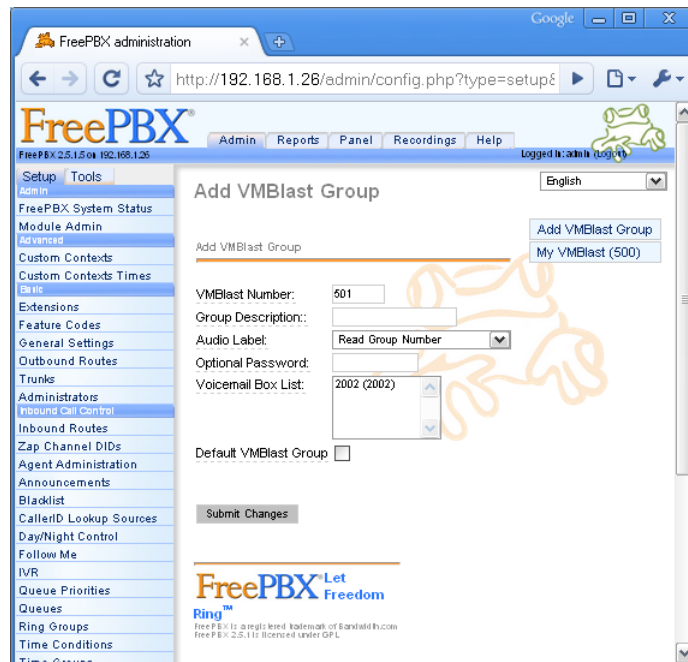 Google
FreePBX administration
http://192.168.1.26/admin/config.php?type=setup&
FreePBX®
Admin Reports Panel Recordings Help
FreePBX 2.5.1.5 on 192.168.1.26
Logged in: admin (Logout)
Setup Tools
English
Admin
FreePBX System Status
Module Admin
Advanced
Custom Contexts
Custom Contexts Times
Basic
Extensions
Feature Codes
General Settings
Outbound Routes
Trunks
Administrators
Inbound Call Control
Inbound Routes
Zap Channel DIDs
Agent Administration
Announcements
Blacklist
CallerID Lookup Sources
Day/Night Control
Follow Me
IVR
Queue Priorities
Queues
Ring Groups
Time Conditions
Time Groups
Add VMBlast Group
Add VMBlast Group
My VMBlast (500)
Add VMBlast Group
VMBlast Number: 501
Group Description::
Audio Label: Read Group Number
Optional Password:
Voicemail Box List: 2002 (2002)
Default VMBlast Group
Submit Changes
FreePBX® Let Freedom Ring™
FreePBX is a registered trademark of Bandwidth.com
FreePBX 2.5.1 is licensed under GPL